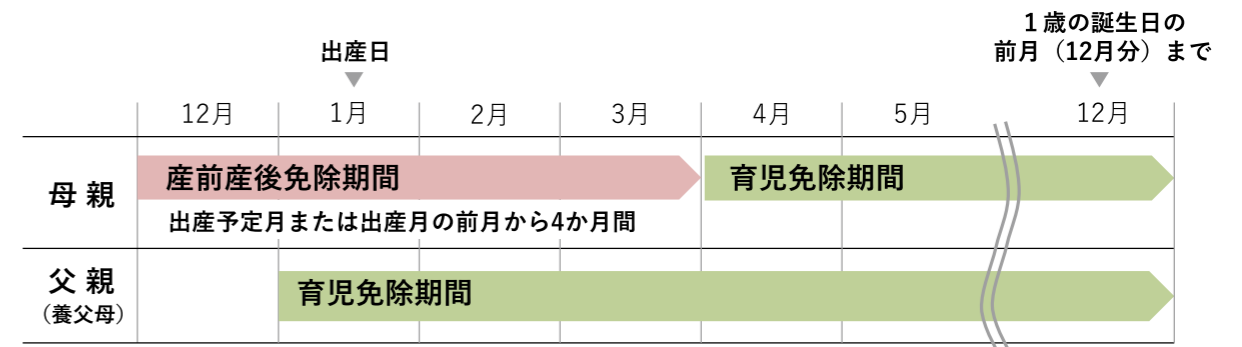 出産日
1歳の誕生日の
前月（12月分）まで
12月 1月 2月 3月 4月 5月 12月
母親
産前産後免除期間
育児免除期間
出産予定月または出産月の前月から4か月間
父親
（養父母）
育児免除期間